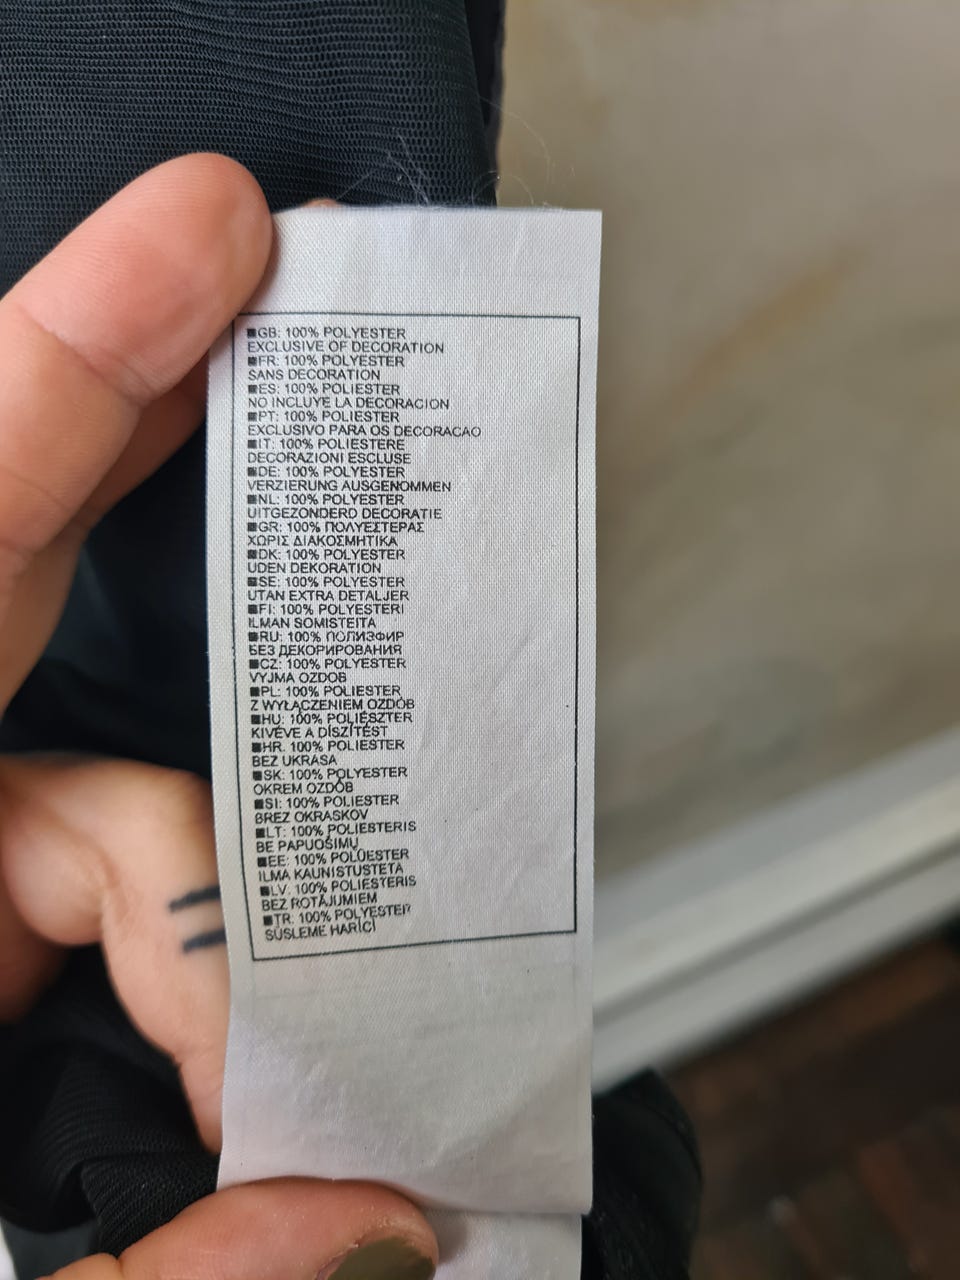 ■GB: 100% POLYESTER
EXCLUSIVE OF DECORATION
■FR: 100% POLYESTER
SANS DECORATION
■ES: 100% POLIESTER
NO INCLUYE LA DECORACION
■PT: 100% POLIESTER
EXCLUSIVO PARA OS DECORACAO
■IT: 100% POLIESTERE
DECORAZIONI ESCLUSE
■DE: 100% POLYESTER
VERZIERUNG AUSGENOMMEN
■NL: 100% POLYESTER
UITGEZONDERD DECORATIE
■GR: 100% ΠΟΛΥΕΣΤΕΡΑΣ
ΧΩΡΙΣ ΔΙΑΚΟΣΜΗΤΙΚΑ
■DK: 100% POLYESTER
UDEN DEKORATION
■SE: 100% POLYESTER
UTAN EXTRA DETALJER
■FI: 100% POLYESTERI
ILMAN SOMISTEITA
■RU: 100% ПОЛИЭФИР
БЕЗ ДЕКОРИРОВАНИЯ
■CZ: 100% POLYESTER
VYJMA OZDOB
■PL: 100% POLIESTER
Z WYŁĄCZENIEM OZDÓB
■HU: 100% POLIÉSZTER
KIVÉVE A DÍSZÍTÉST
■HR. 100% POLIESTER
BEZ UKRASA
■SK: 100% POLYESTER
OKREM OZDÔB
■SI: 100% POLIESTER
BREZ OKRASKOV
■LT: 100% POLIESTERIS
BE PAPUOŠIMŲ
■EE: 100% POLÜESTER
ILMA KAUNISTUSTETA
■LV. 100% POLIESTERIS
BEZ ROTĀJUMIEM
■TR: 100% POLYESTER
SÜSLEME HARİCİ